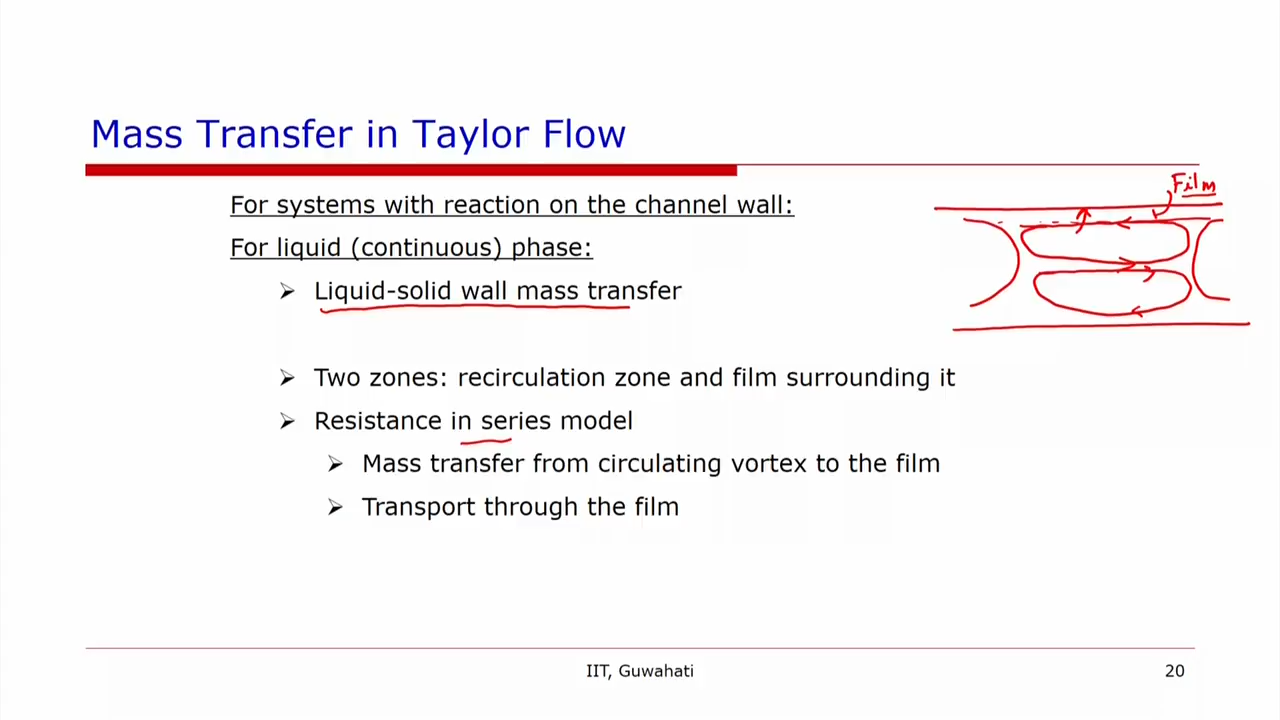 Mass Transfer in Taylor Flow
Film
For systems with reaction on the channel wall:
For liquid (continuous) phase:
Liquid-solid wall mass transfer
Two zones: recirculation zone and film surrounding it
Resistance in series model
Mass transfer from circulating vortex to the film
Transport through the film
IIT, Guwahati
20